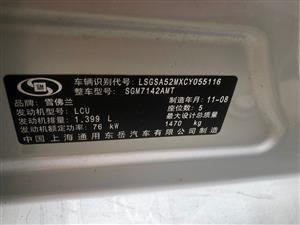 GM
车辆识别代号: LSGSA52MXCY055116
整车型号: SGM7142AMT
品牌: 雪佛兰 制造年月 11-08
发动机型号: LCU 座位数: 5
发动机排量: 1.399 L 最大设计总质量
发动机额定功率: 76 kW 1470 kg
中国上海通用东岳汽车有限公司